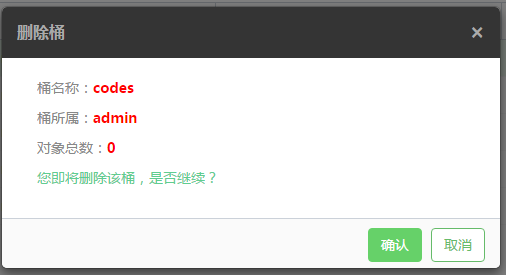 删除桶 ×
桶名称：codes
桶所属：admin
对象总数：0
您即将删除该桶，是否继续？
确认 取消